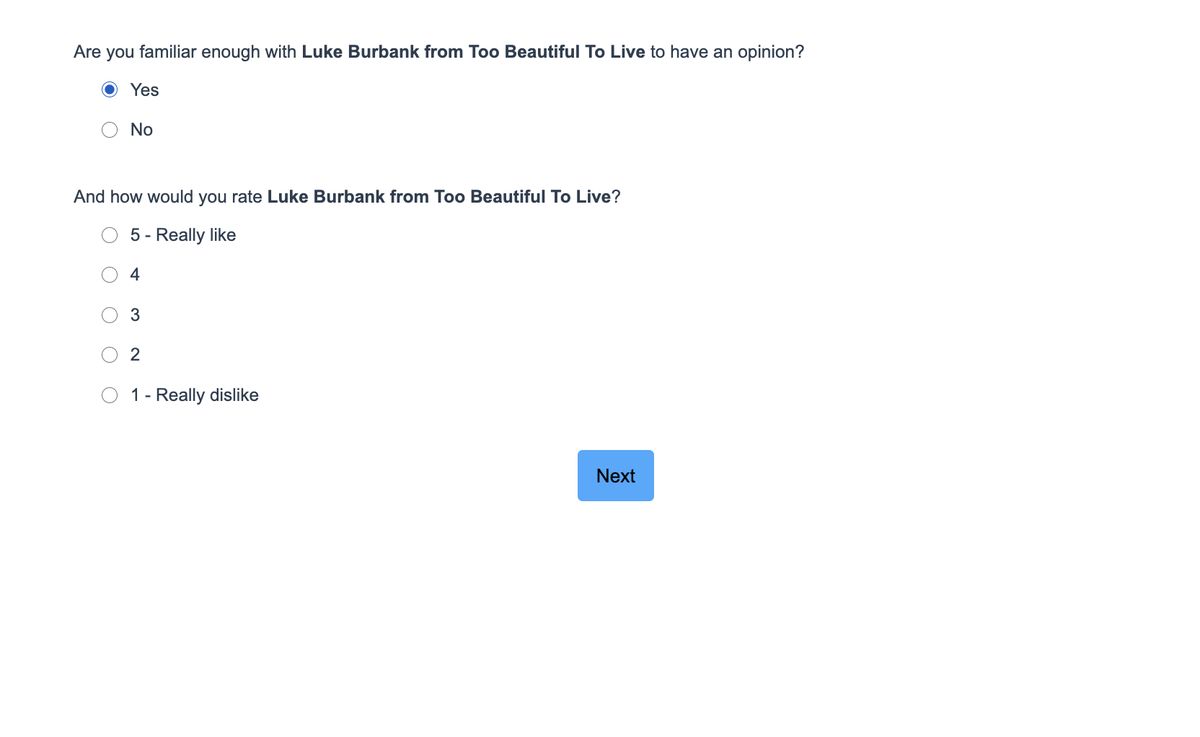 Are you familiar enough with Luke Burbank from Too Beautiful To Live to have an opinion?
Yes
No
And how would you rate Luke Burbank from Too Beautiful To Live?
5 - Really like
4
3
2
1 - Really dislike
Next